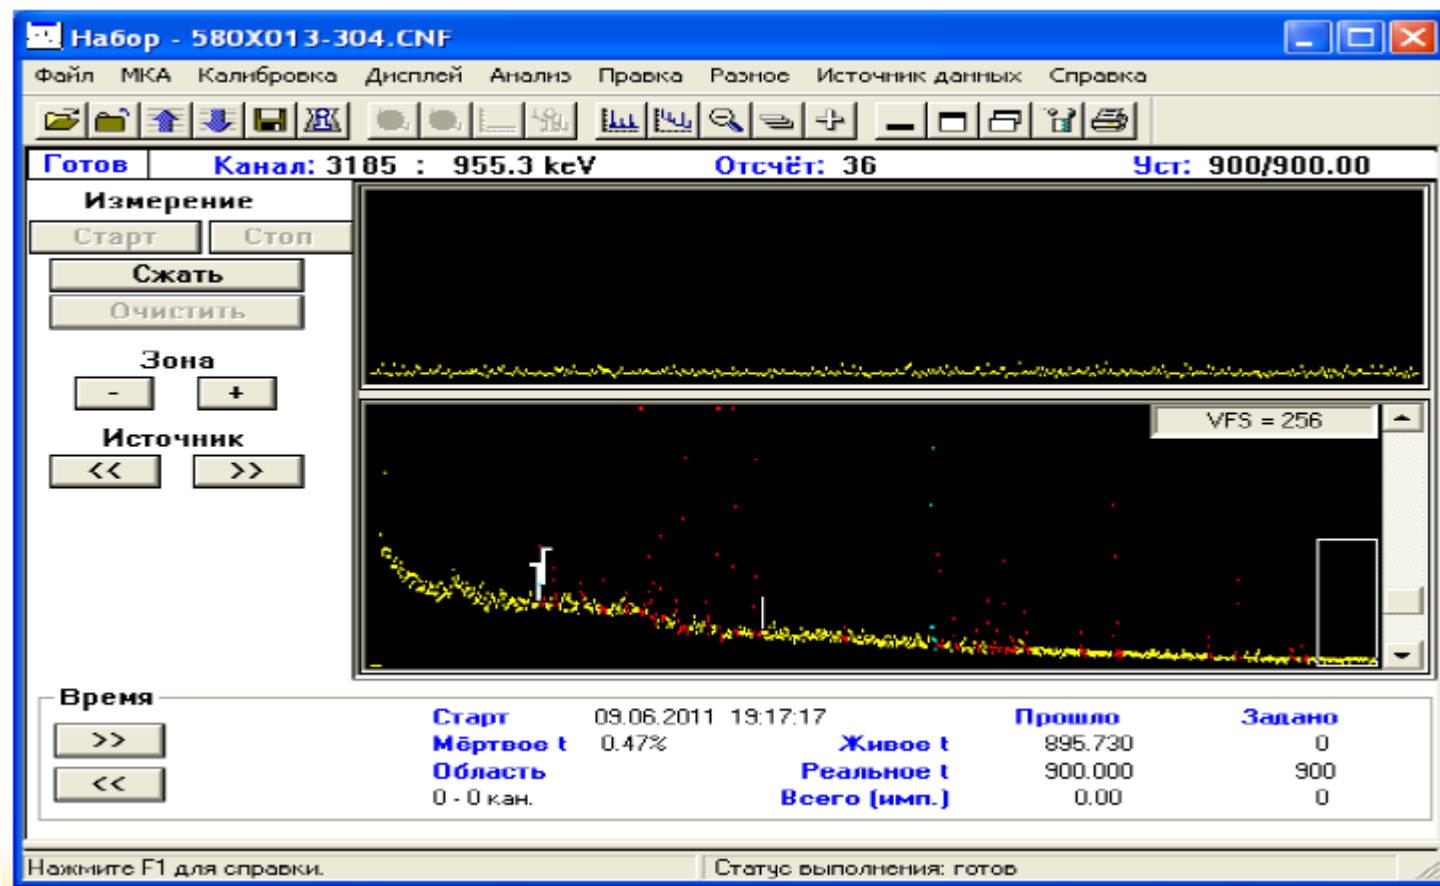 Набор - 580X013-304.CNF
Файл МКА Калибровка Дисплей Анализ Правка Разное Источник данных Справка
Готов Канал: 3185 : 955.3 keV Отсчёт: 36 Уст: 900/900.00
Измерение
Старт Стоп
Сжать
Очистить
Зона
- +
Источник
<< >>
VFS = 256
Время
>>
<<
Старт 09.06.2011 19:17:17 Прошло Задано
Мёртвое t 0.47% Живое t 895.730 0
Область Реальное t 900.000 900
0 - 0 кан. Всего (имп.) 0.00 0
Нажмите F1 для справки. Статус выполнения: готов